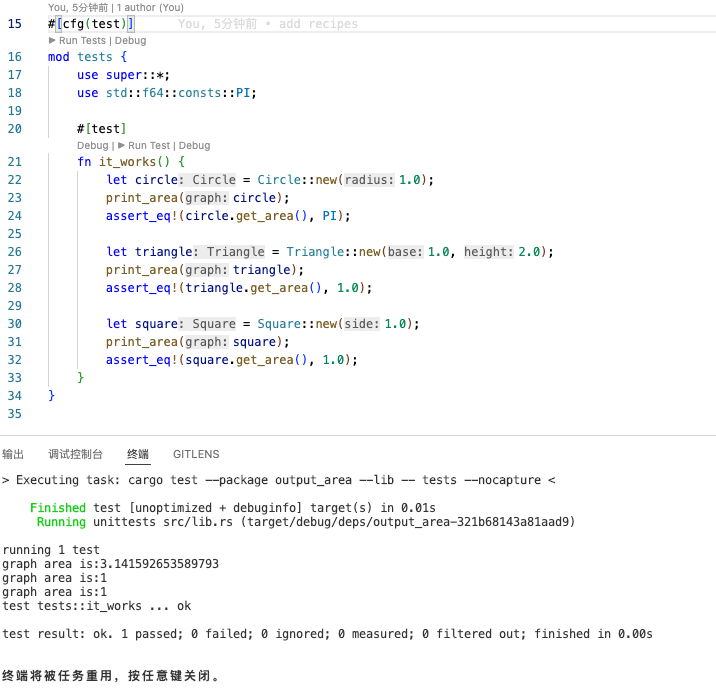 You, 5分钟前 | 1 author (You)
15 #[cfg(test)] You, 5分钟前 • add recipes
▶ Run Tests | Debug
16 mod tests {
17 use super::*;
18 use std::f64::consts::PI;
19
20 #[test]
Debug | ▶ Run Test | Debug
21 fn it_works() {
22 let circle: Circle = Circle::new(radius: 1.0);
23 print_area(graph: circle);
24 assert_eq!(circle.get_area(), PI);
25
26 let triangle: Triangle = Triangle::new(base: 1.0, height: 2.0);
27 print_area(graph: triangle);
28 assert_eq!(triangle.get_area(), 1.0);
29
30 let square: Square = Square::new(side: 1.0);
31 print_area(graph: square);
32 assert_eq!(square.get_area(), 1.0);
33 }
34 }
35
输出 调试控制台 终端 GITLENS
> Executing task: cargo test --package output_area --lib -- tests --nocapture <
Finished test [unoptimized + debuginfo] target(s) in 0.01s
Running unittests src/lib.rs (target/debug/deps/output_area-321b68143a81aad9)
running 1 test
graph area is:3.141592653589793
graph area is:1
graph area is:1
test tests::it_works ... ok
test result: ok. 1 passed; 0 failed; 0 ignored; 0 measured; 0 filtered out; finished in 0.00s
终端将被任务重用，按任意键关闭。